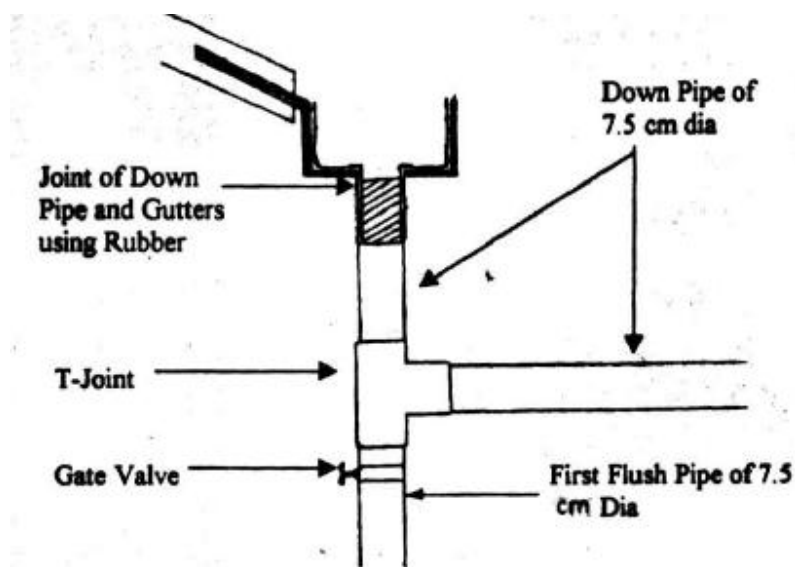 Down Pipe of
7.5 cm dia
Joint of Down
Pipe and Gutters
using Rubber
T-Joint
Gate Valve
First Flush Pipe of 7.5
cm Dia